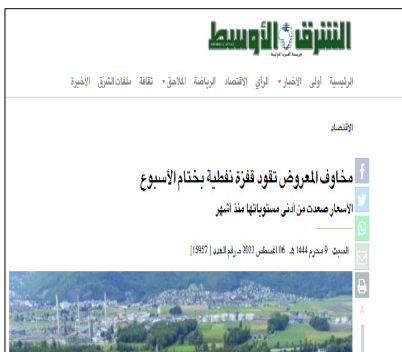 الشرق الأوسط
الرئيسية أولى الأخبار الرأي الاقتصاد الرياضة الملاحق ثقافة ملفات الشرق الأخيرة
الاقتصاد
مخاوف المعروض تقود قفزة نفطية بختام الأسبوع
الأسعار صعدت من أدنى مستوياتها منذ أشهر
السبت 9 محرم 1444 هـ 06 أغسطس 2022 مـ رقم العدد [15957]